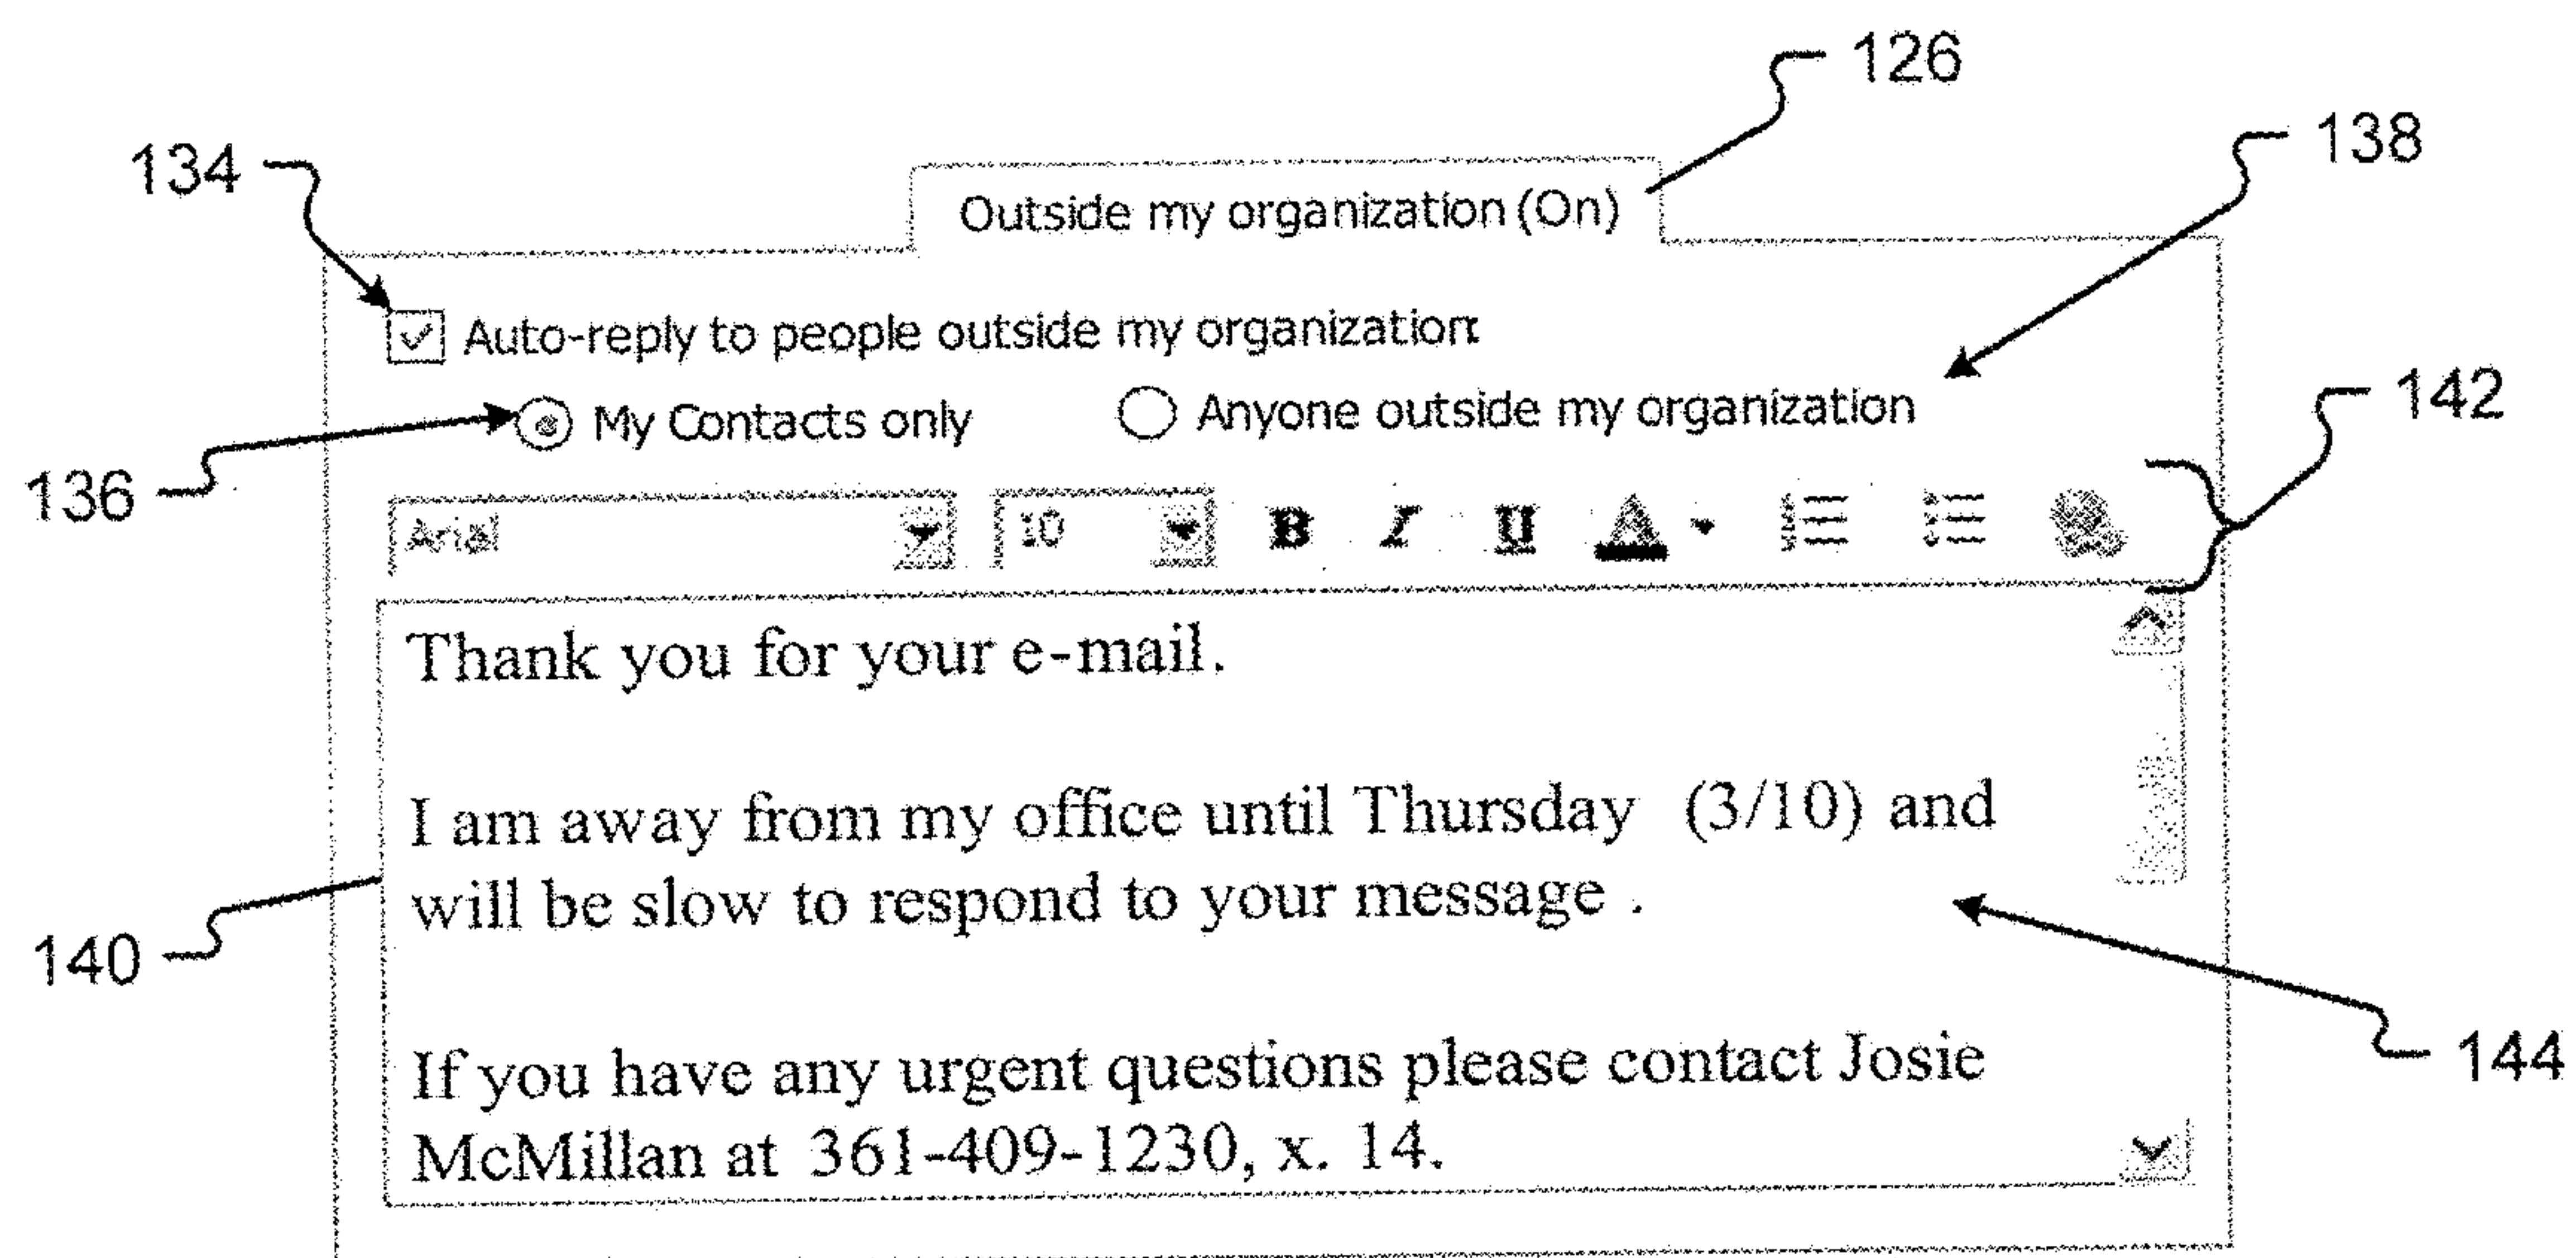 126
134
138
Outside my organization (On)
Auto-reply to people outside my organization:
My Contacts only
Anyone outside my organization
142
136
Arial
10
B I U A
Thank you for your e-mail.
I am away from my office until Thursday (3/10) and
will be slow to respond to your message .
140
144
If you have any urgent questions please contact Josie
McMillan at 361-409-1230, x. 14.